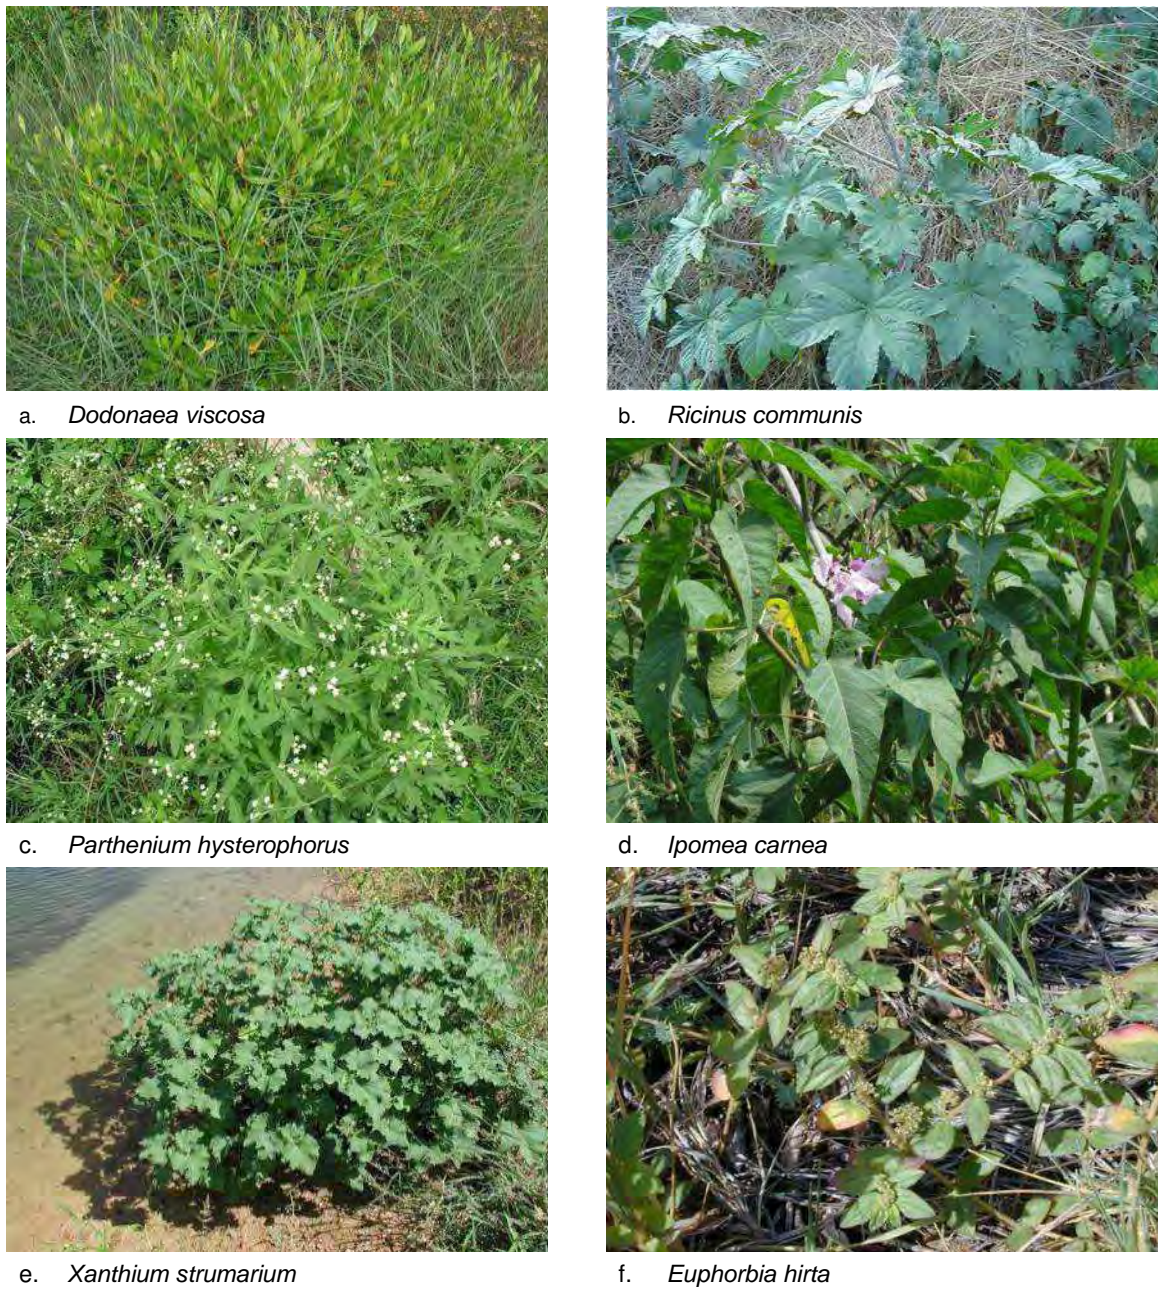 a. Dodonaea viscosa
b. Ricinus communis
c. Parthenium hysterophorus
d. Ipomea carnea
e. Xanthium strumarium
f. Euphorbia hirta